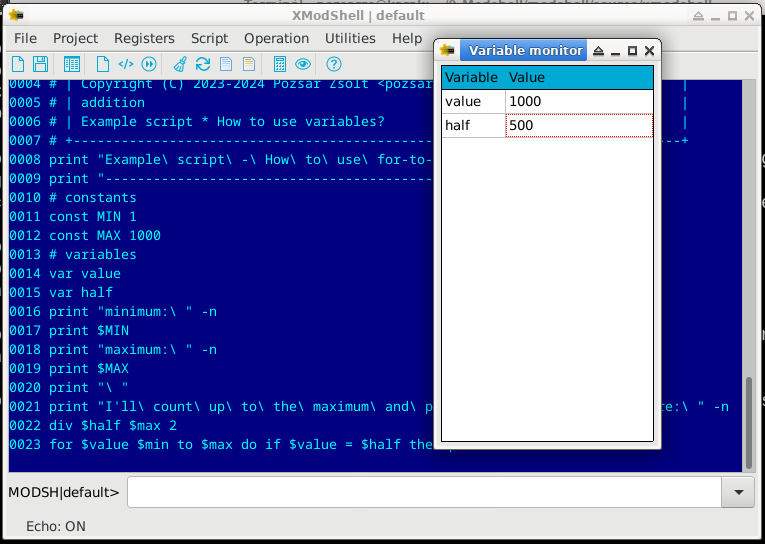 XModShell | default
File Project Registers Script Operation Utilities Help
0004 # | Copyright (C) 2023-2024 Pozsar Zsolt <pozsar |
0005 # | addition |
0006 # | Example script * How to use variables? |
0007 # +---------------------------------------------------------------------------+
0008 print "Example\ script\ -\ How\ to\ use\ for-to-
0009 print "-----------------------------------------
0010 # constants
0011 const MIN 1
0012 const MAX 1000
0013 # variables
0014 var value
0015 var half
0016 print "minimum:\ " -n
0017 print $MIN
0018 print "maximum:\ " -n
0019 print $MAX
0020 print "\ "
0021 print "I'll\ count\ up\ to\ the\ maximum\ and\ p re:\ " -n
0022 div $half $max 2
0023 for $value $min to $max do if $value = $half the
MODSH|default>
Echo: ON
Variable monitor
Variable Value
value 1000
half 500